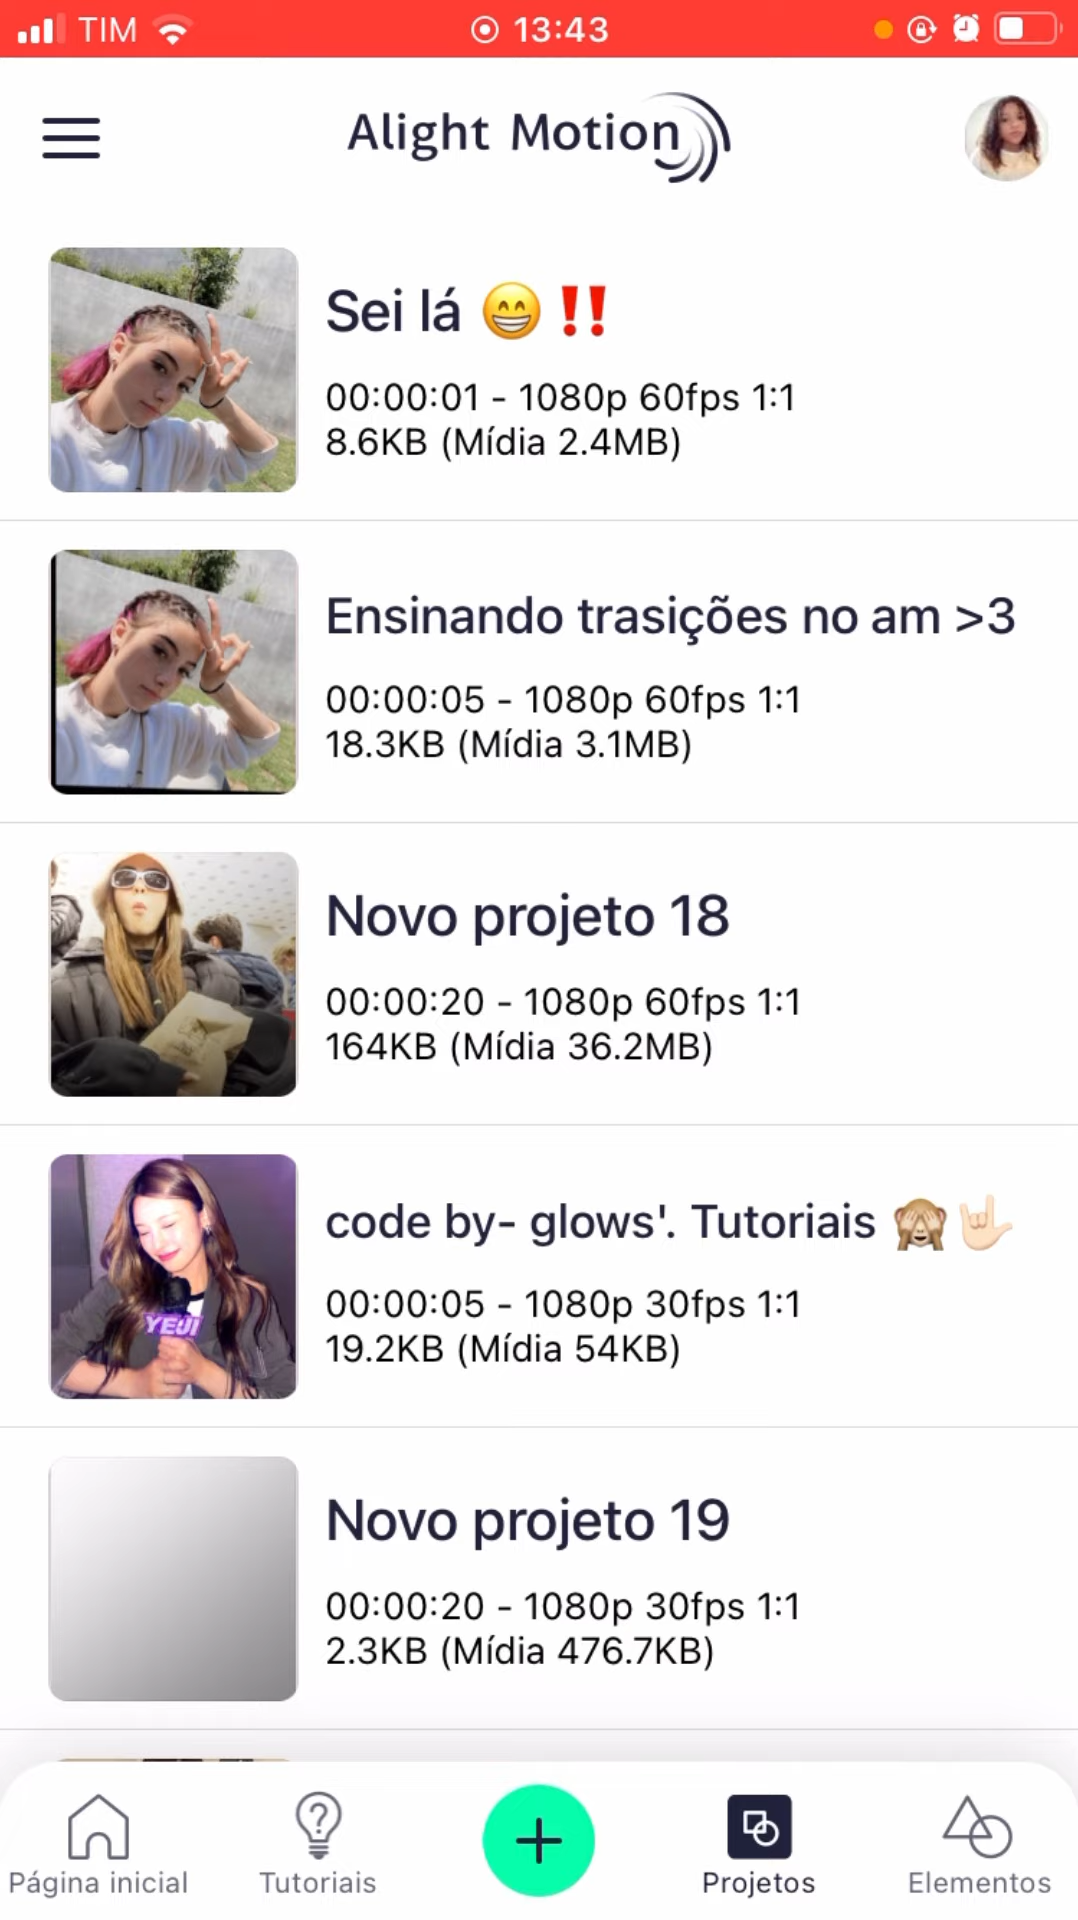 TIM 13:43
Alight Motion
Sei lá 😁‼️
00:00:01 - 1080p 60fps 1:1
8.6KB (Mídia 2.4MB)
Ensinando trasições no am >3
00:00:05 - 1080p 60fps 1:1
18.3KB (Mídia 3.1MB)
Novo projeto 18
00:00:20 - 1080p 60fps 1:1
164KB (Mídia 36.2MB)
code by- glows'. Tutoriais 🙈🤟🏻
00:00:05 - 1080p 30fps 1:1
19.2KB (Mídia 54KB)
YEJI
Novo projeto 19
00:00:20 - 1080p 30fps 1:1
2.3KB (Mídia 476.7KB)
Página inicial
Tutoriais
Projetos
Elementos